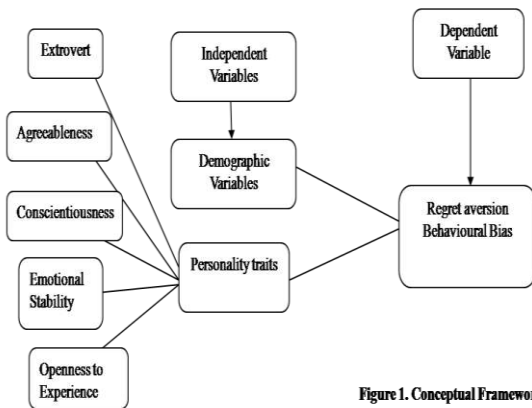 Extrovert
Agreeableness
Conscientiousness
Emotional
Stability
Openness to
Experience
Independent
Variables
Demographic
Variables
Personality traits
Dependent
Variable
Regret aversion
Behavioural Bias
Figure 1. Conceptual Framewor